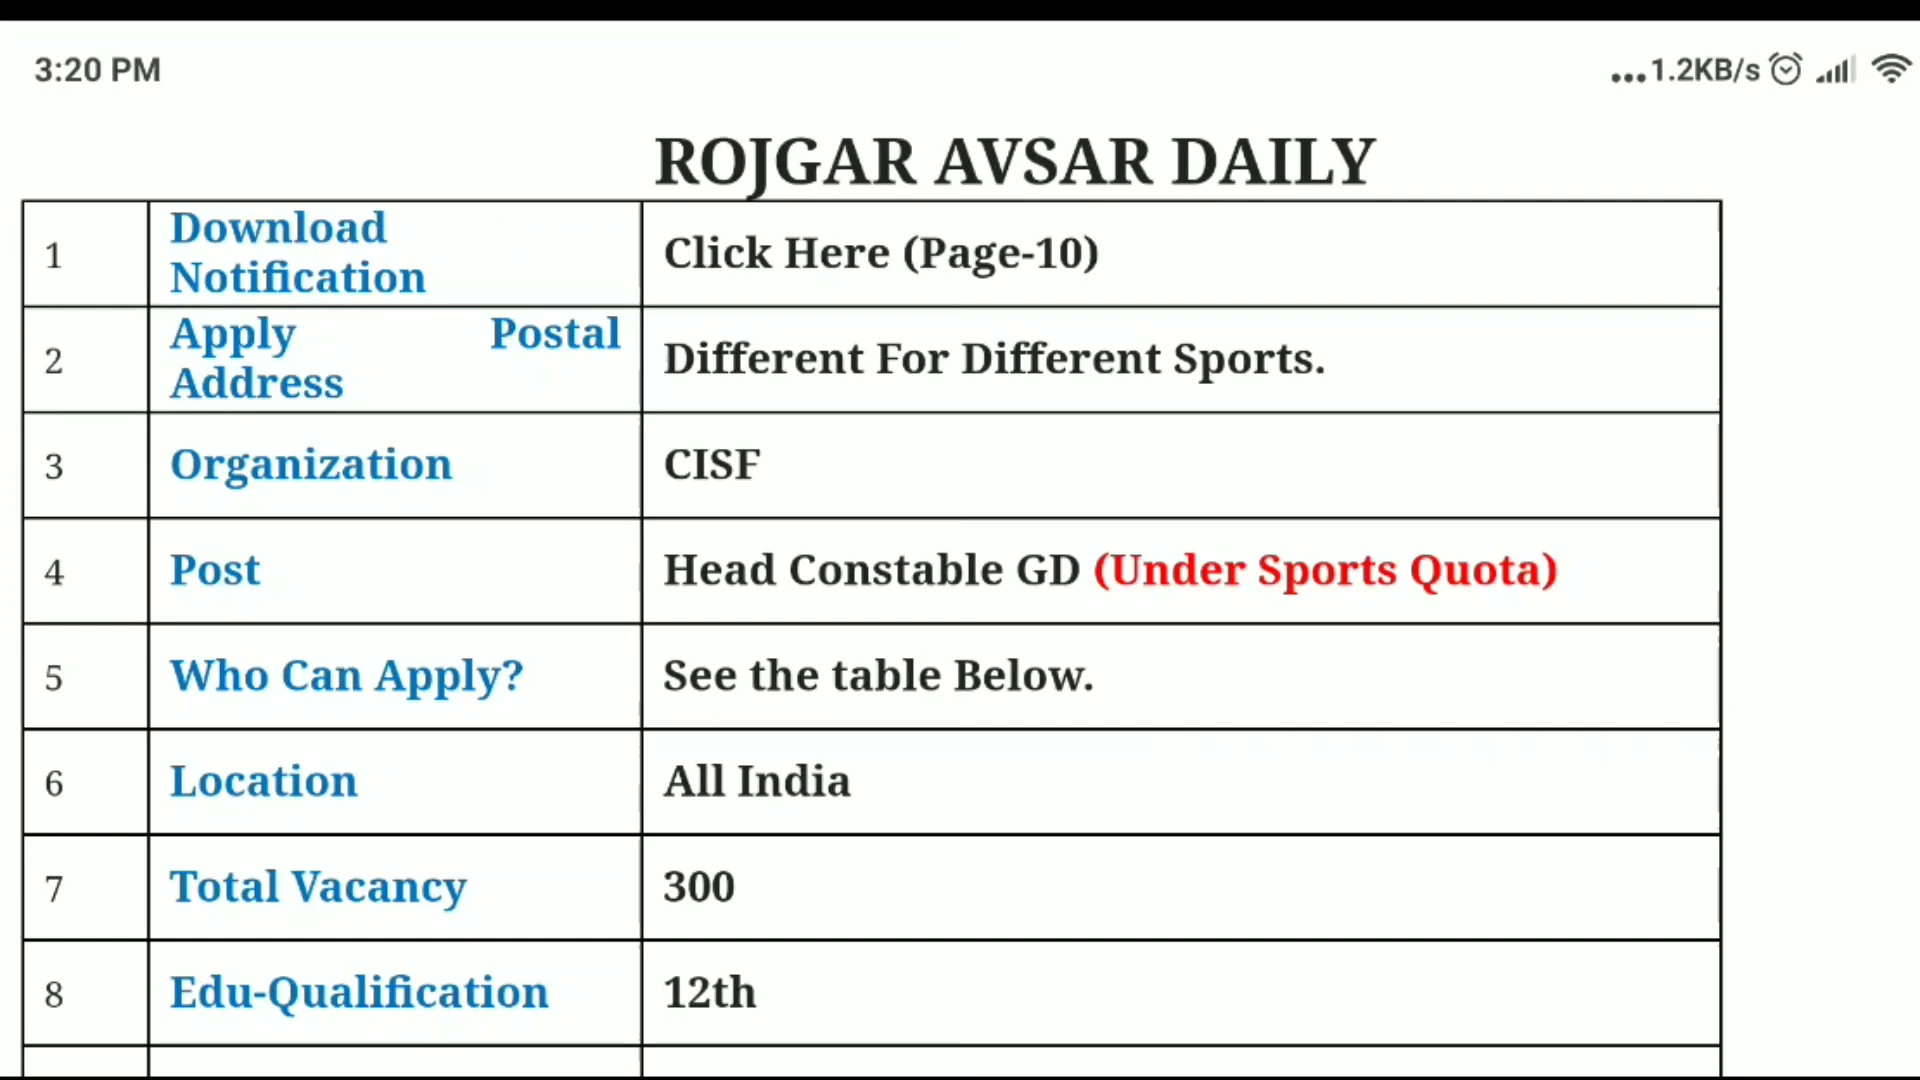 3:20 PM
...1.2KB/s
ROJGAR AVSAR DAILY
1
Download
Notification
Click Here (Page-10)
2
Apply Postal
Address
Different For Different Sports.
3
Organization
CISF
4
Post
Head Constable GD (Under Sports Quota)
5
Who Can Apply?
See the table Below.
6
Location
All India
7
Total Vacancy
300
8
Edu-Qualification
12th